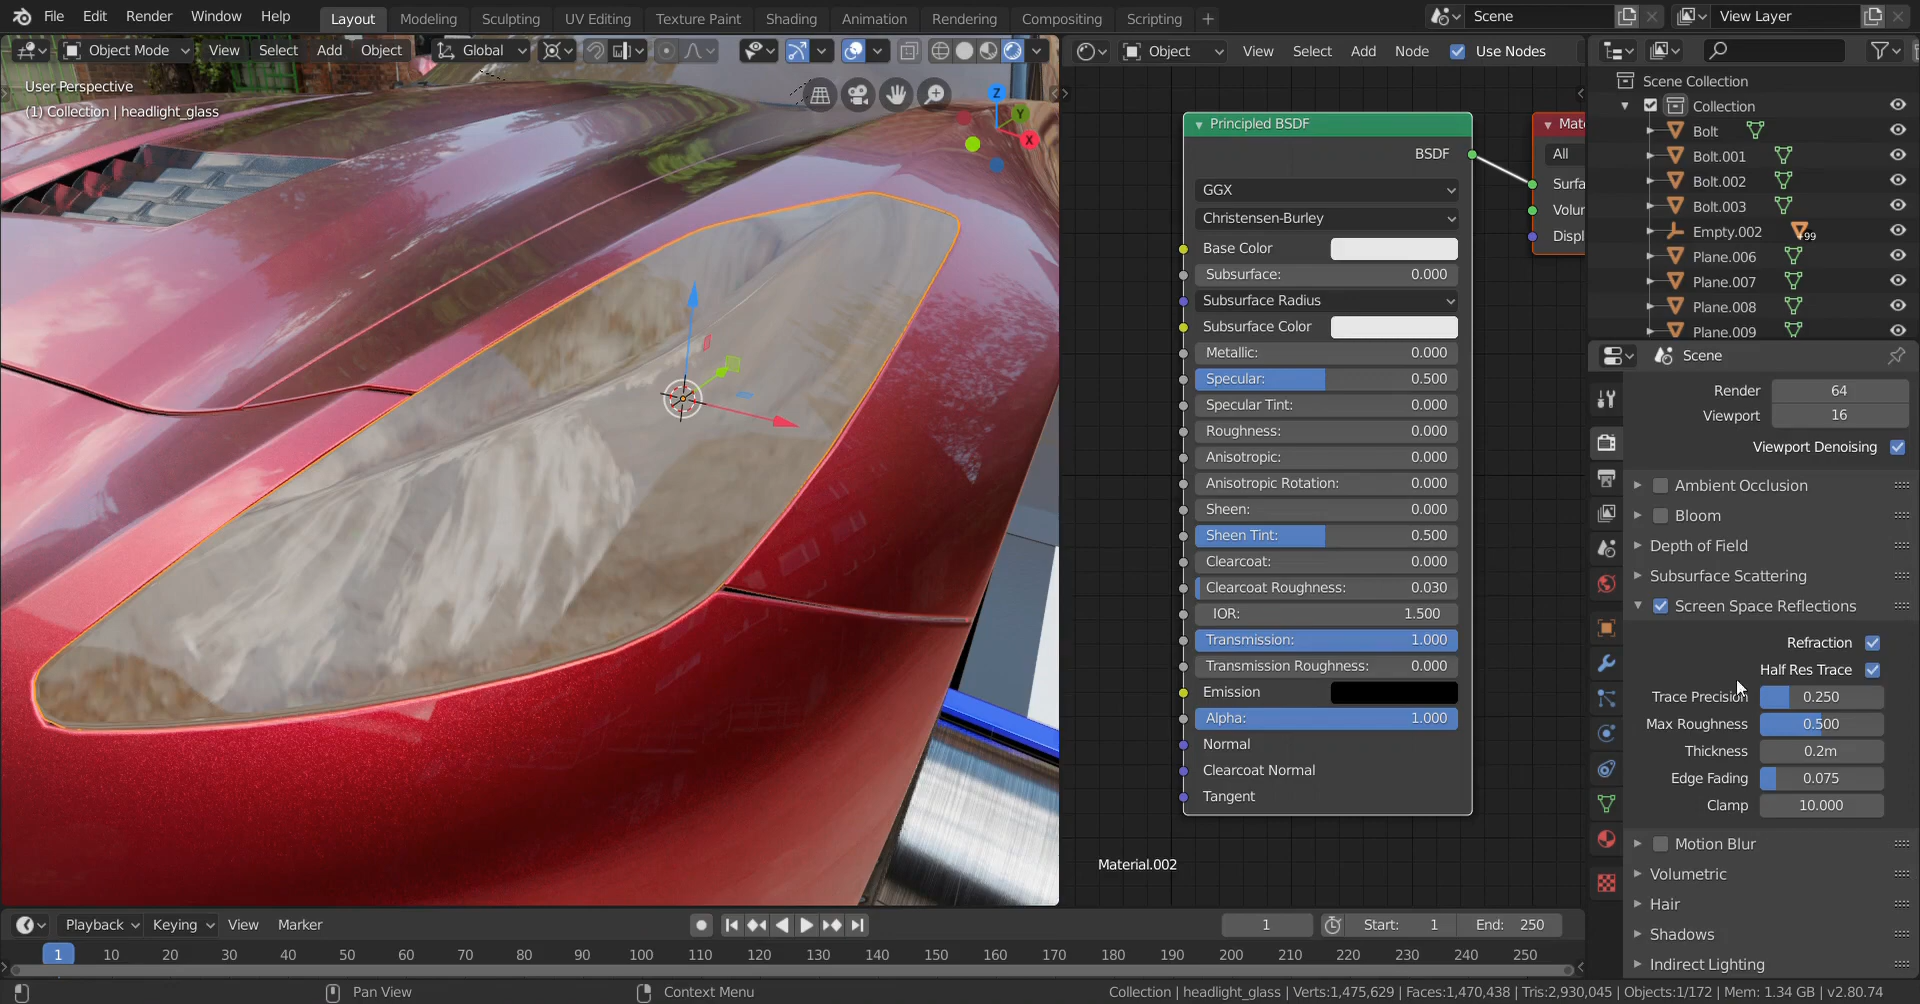 File Edit Render Window Help Layout Modeling Sculpting UV Editing Texture Paint Shading Animation Rendering Compositing Scripting + Scene View Layer
Object Mode View Select Add Object Global
Object View Select Add Node Use Nodes
User Perspective
(1) Collection | headlight_glass
Z
Y
X
Principled BSDF
BSDF
GGX
Christensen-Burley
Base Color
Subsurface: 0.000
Subsurface Radius
Subsurface Color
Metallic: 0.000
Specular: 0.500
Specular Tint: 0.000
Roughness: 0.000
Anisotropic: 0.000
Anisotropic Rotation: 0.000
Sheen: 0.000
Sheen Tint: 0.500
Clearcoat: 0.000
Clearcoat Roughness: 0.030
IOR: 1.500
Transmission: 1.000
Transmission Roughness: 0.000
Emission
Alpha: 1.000
Normal
Clearcoat Normal
Tangent
Mate
All
Surfa
Volur
Displ
Material.002
Scene Collection
Collection
Bolt
Bolt.001
Bolt.002
Bolt.003
Empty.002 99
Plane.006
Plane.007
Plane.008
Plane.009
Scene
Render 64
Viewport 16
Viewport Denoising
Ambient Occlusion
Bloom
Depth of Field
Subsurface Scattering
Screen Space Reflections
Refraction
Half Res Trace
Trace Precision 0.250
Max Roughness 0.500
Thickness 0.2m
Edge Fading 0.075
Clamp 10.000
Motion Blur
Volumetric
Hair
Shadows
Indirect Lighting
Playback Keying View Marker 1 Start: 1 End: 250
1 10 20 30 40 50 60 70 80 90 100 110 120 130 140 150 160 170 180 190 200 210 220 230 240 250
Pan View Context Menu Collection | headlight_glass | Verts:1,475,629 | Faces:1,470,438 | Tris:2,930,045 | Objects:1/172 | Mem: 1.34 GB | v2.80.74